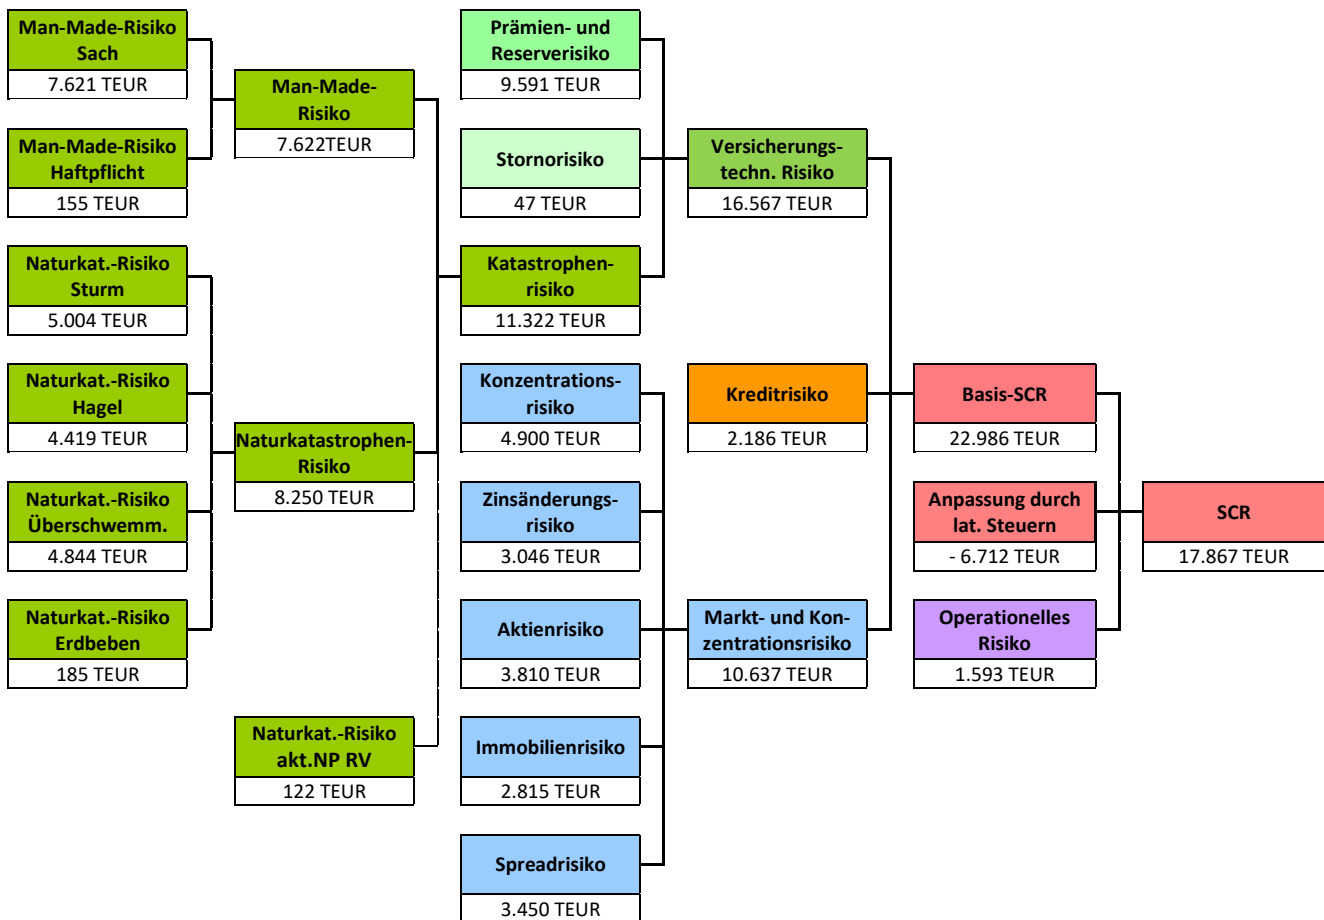 Man-Made-Risiko
Sach
7.621 TEUR
Man-Made-Risiko
Haftpflicht
155 TEUR
Naturkat.-Risiko
Sturm
5.004 TEUR
Naturkat.-Risiko
Hagel
4.419 TEUR
Naturkat.-Risiko
Überschwemm.
4.844 TEUR
Naturkat.-Risiko
Erdbeben
185 TEUR
Man-Made-
Risiko
7.622TEUR
Naturkatastrophen-
Risiko
8.250 TEUR
Naturkat.-Risiko
akt.NP RV
122 TEUR
Prämien- und
Reserverisiko
9.591 TEUR
Stornorisiko
47 TEUR
Katastrophen-
risiko
11.322 TEUR
Konzentrations-
risiko
4.900 TEUR
Zinsänderungs-
risiko
3.046 TEUR
Aktienrisiko
3.810 TEUR
Immobilienrisiko
2.815 TEUR
Spreadrisiko
3.450 TEUR
Versicherungs-
techn. Risiko
16.567 TEUR
Kreditrisiko
2.186 TEUR
Markt- und Kon-
zentrationsrisiko
10.637 TEUR
Basis-SCR
22.986 TEUR
Anpassung durch
lat. Steuern
- 6.712 TEUR
Operationelles
Risiko
1.593 TEUR
SCR
17.867 TEUR